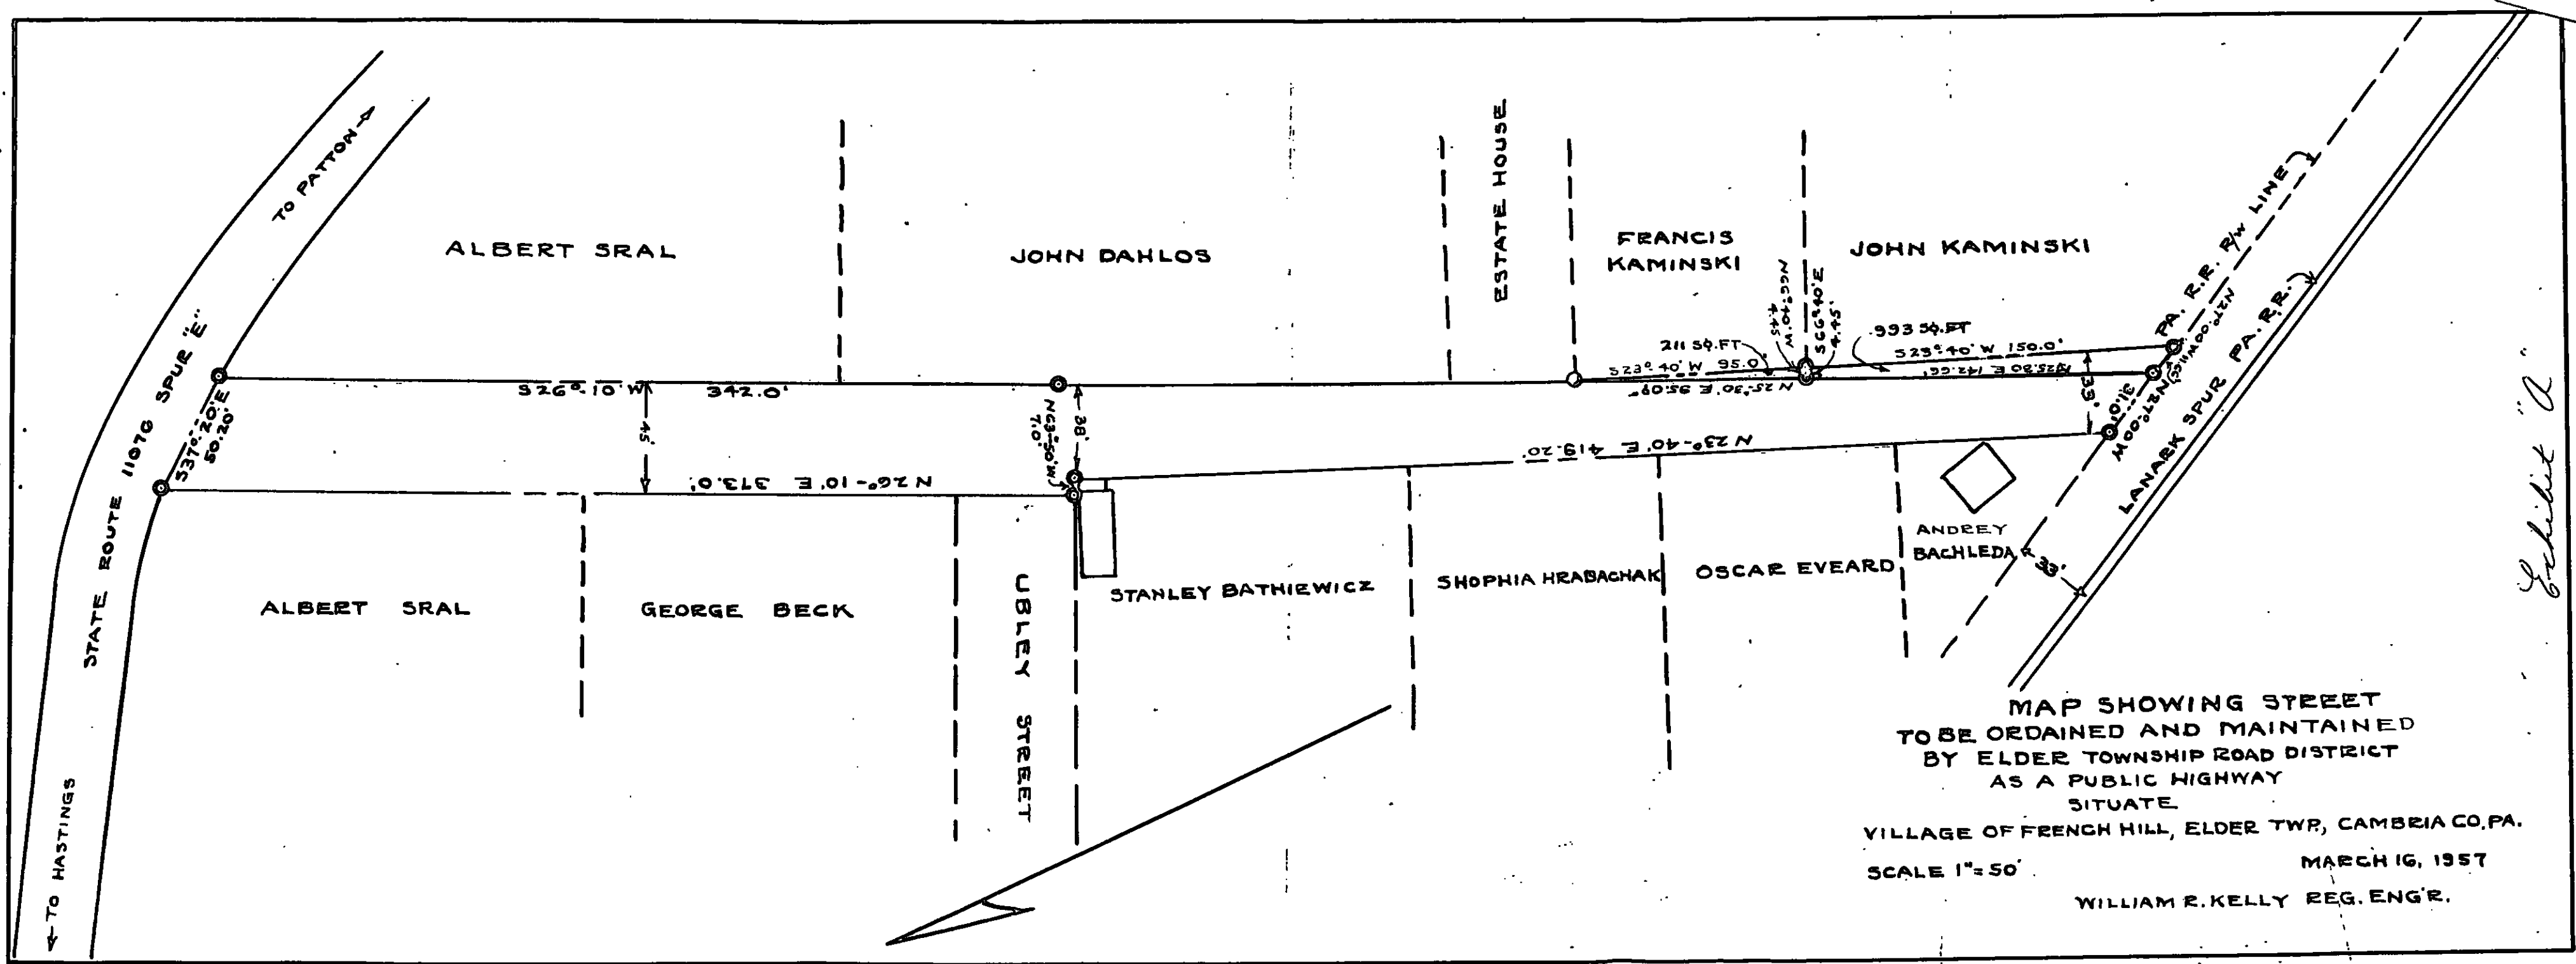 TO PATTON
STATE ROUTE 11076 SPUR "E"
TO HASTINGS
S37°-20'E
50.20'
ALBERT SRAL
JOHN DAHLOS
ESTATE HOUSE
FRANCIS
KAMINSKI
JOHN KAMINSKI
S26°-10'W 342.0'
45'
N26°-10'E 373.0'
N63°-50'W
7.0'
38'
211 SQ.FT
S23°40'W 95.0'
N25°-30'E 95.09'
N66°-40'W
4.45
S66°40'E
4.45'
993 SQ.FT
S23°-40'W 150.0'
N25°30'E 142.66'
33'
N23°-40'E 419.20'
PA. R.R. R/W LINE
N27°00W
31.0'
N27°00W
LANARK SPUR PA. R.R.
33'
ALBERT SRAL
GEORGE BECK
UBLEY STREET
STANLEY BATHIEWICZ
SHOPHIA HRABACHAK
OSCAR EVEARD
ANDREY
BACHLEDA
MAP SHOWING STREET
TO BE ORDAINED AND MAINTAINED
BY ELDER TOWNSHIP ROAD DISTRICT
AS A PUBLIC HIGHWAY
SITUATE
VILLAGE OF FRENCH HILL, ELDER TWP., CAMBRIA CO, PA.
SCALE 1"=50'
MARCH 16, 1957
WILLIAM R. KELLY REG. ENG'R.
Exhibit "A"